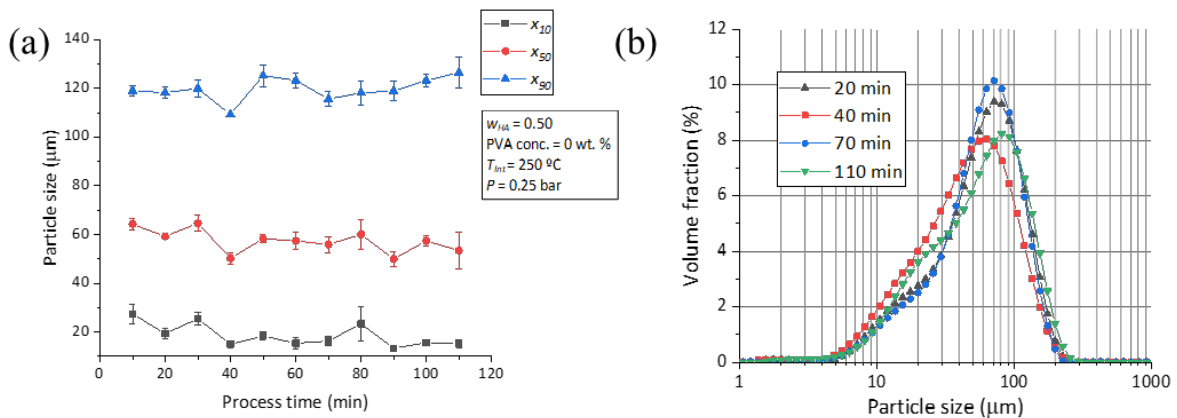 (a)
140
120
100
80
60
40
20
0
20
40
60
80
100
120
Particle size (µm)
Process time (min)
x10
x50
x90
wHA = 0.50
PVA conc. = 0 wt. %
TInt = 250 ºC
P = 0.25 bar
(b)
12
10
8
6
4
2
0
1
10
100
1000
Volume fraction (%)
Particle size (µm)
20 min
40 min
70 min
110 min